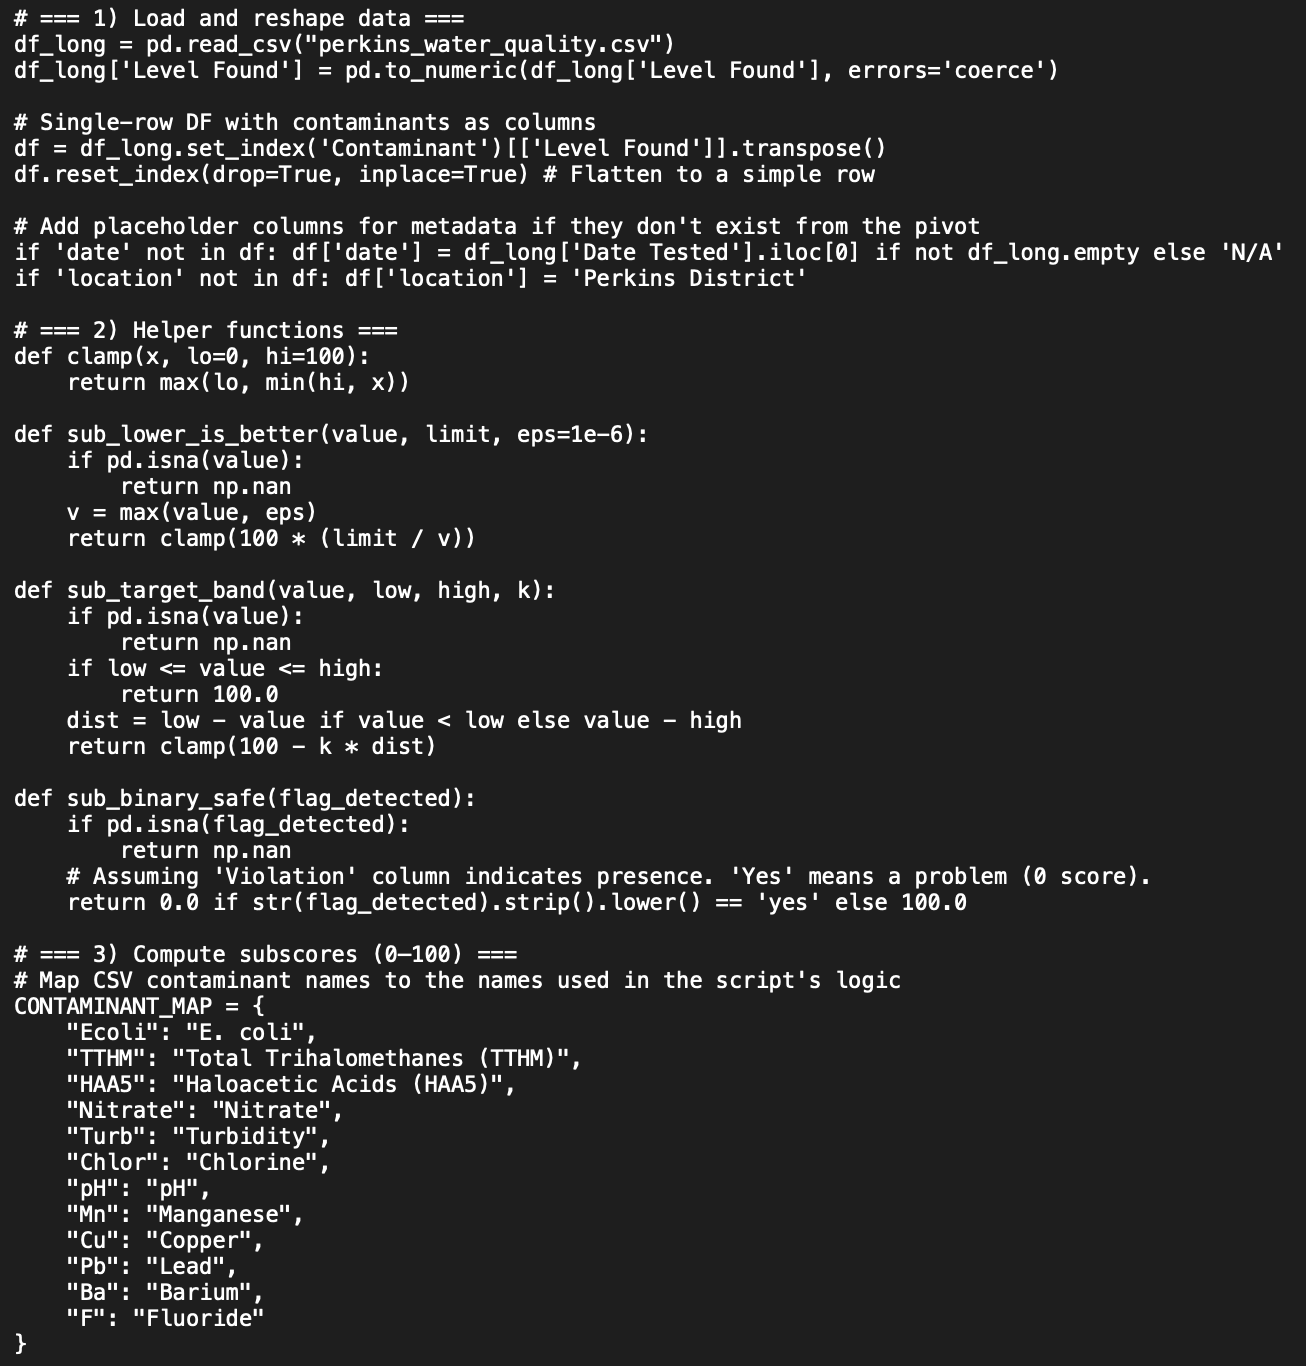 # === 1) Load and reshape data ===
df_long = pd.read_csv("perkins_water_quality.csv")
df_long['Level Found'] = pd.to_numeric(df_long['Level Found'], errors='coerce')

# Single-row DF with contaminants as columns
df = df_long.set_index('Contaminant')[['Level Found']].transpose()
df.reset_index(drop=True, inplace=True) # Flatten to a simple row

# Add placeholder columns for metadata if they don't exist from the pivot
if 'date' not in df: df['date'] = df_long['Date Tested'].iloc[0] if not df_long.empty else 'N/A'
if 'location' not in df: df['location'] = 'Perkins District'

# === 2) Helper functions ===
def clamp(x, lo=0, hi=100):
    return max(lo, min(hi, x))

def sub_lower_is_better(value, limit, eps=1e-6):
    if pd.isna(value):
        return np.nan
    v = max(value, eps)
    return clamp(100 * (limit / v))

def sub_target_band(value, low, high, k):
    if pd.isna(value):
        return np.nan
    if low <= value <= high:
        return 100.0
    dist = low - value if value < low else value - high
    return clamp(100 - k * dist)

def sub_binary_safe(flag_detected):
    if pd.isna(flag_detected):
        return np.nan
    # Assuming 'Violation' column indicates presence. 'Yes' means a problem (0 score).
    return 0.0 if str(flag_detected).strip().lower() == 'yes' else 100.0

# === 3) Compute subscores (0–100) ===
# Map CSV contaminant names to the names used in the script's logic
CONTAMINANT_MAP = {
    "Ecoli": "E. coli",
    "TTHM": "Total Trihalomethanes (TTHM)",
    "HAA5": "Haloacetic Acids (HAA5)",
    "Nitrate": "Nitrate",
    "Turb": "Turbidity",
    "Chlor": "Chlorine",
    "pH": "pH",
    "Mn": "Manganese",
    "Cu": "Copper",
    "Pb": "Lead",
    "Ba": "Barium",
    "F": "Fluoride"
}